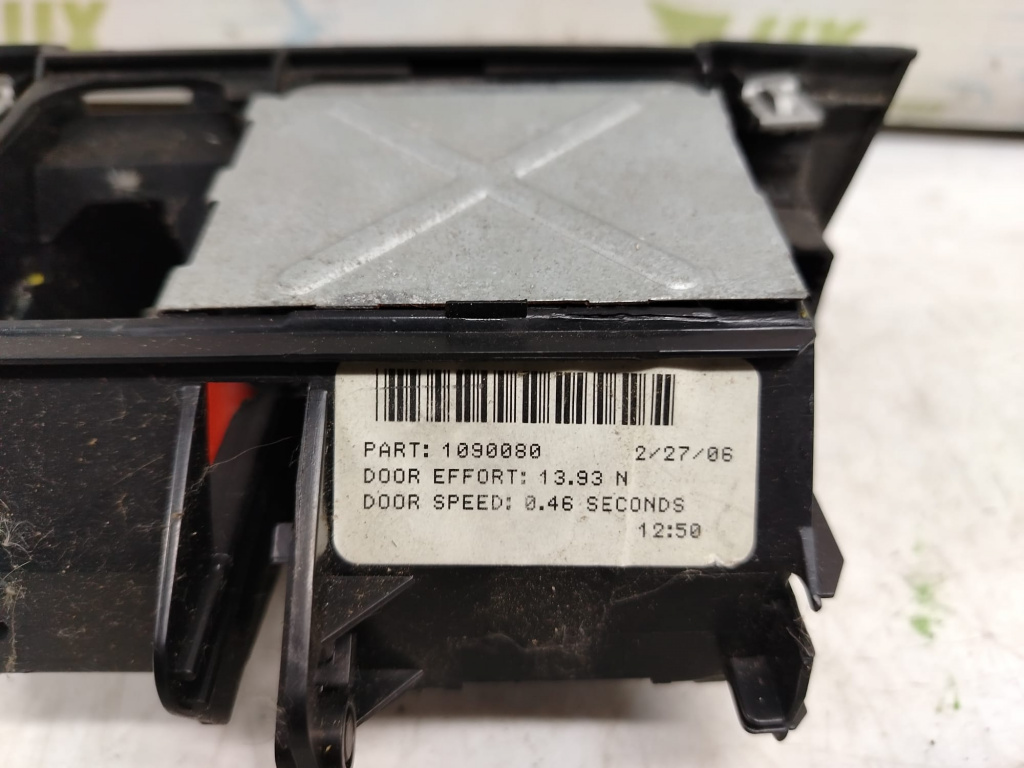 PART: 1090080 2/27/06
DOOR EFFORT: 13.93 N
DOOR SPEED: 0.46 SECONDS
12:50